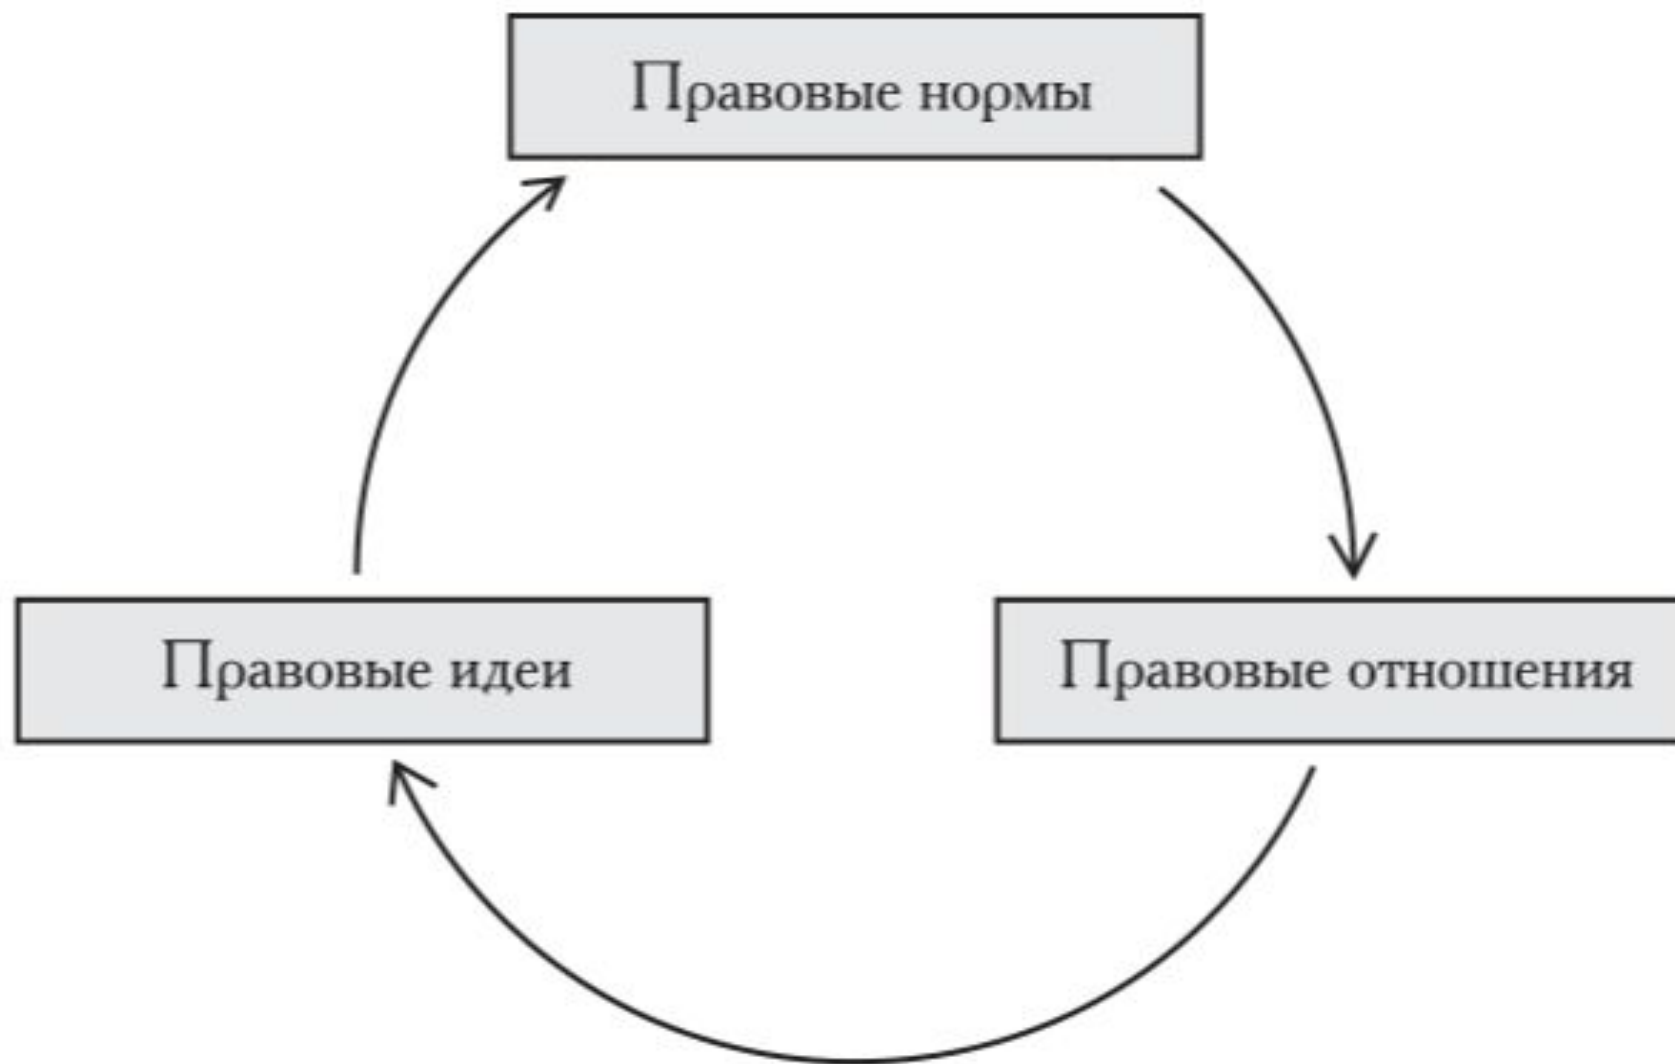 Правовые нормы
Правовые идеи
Правовые отношения